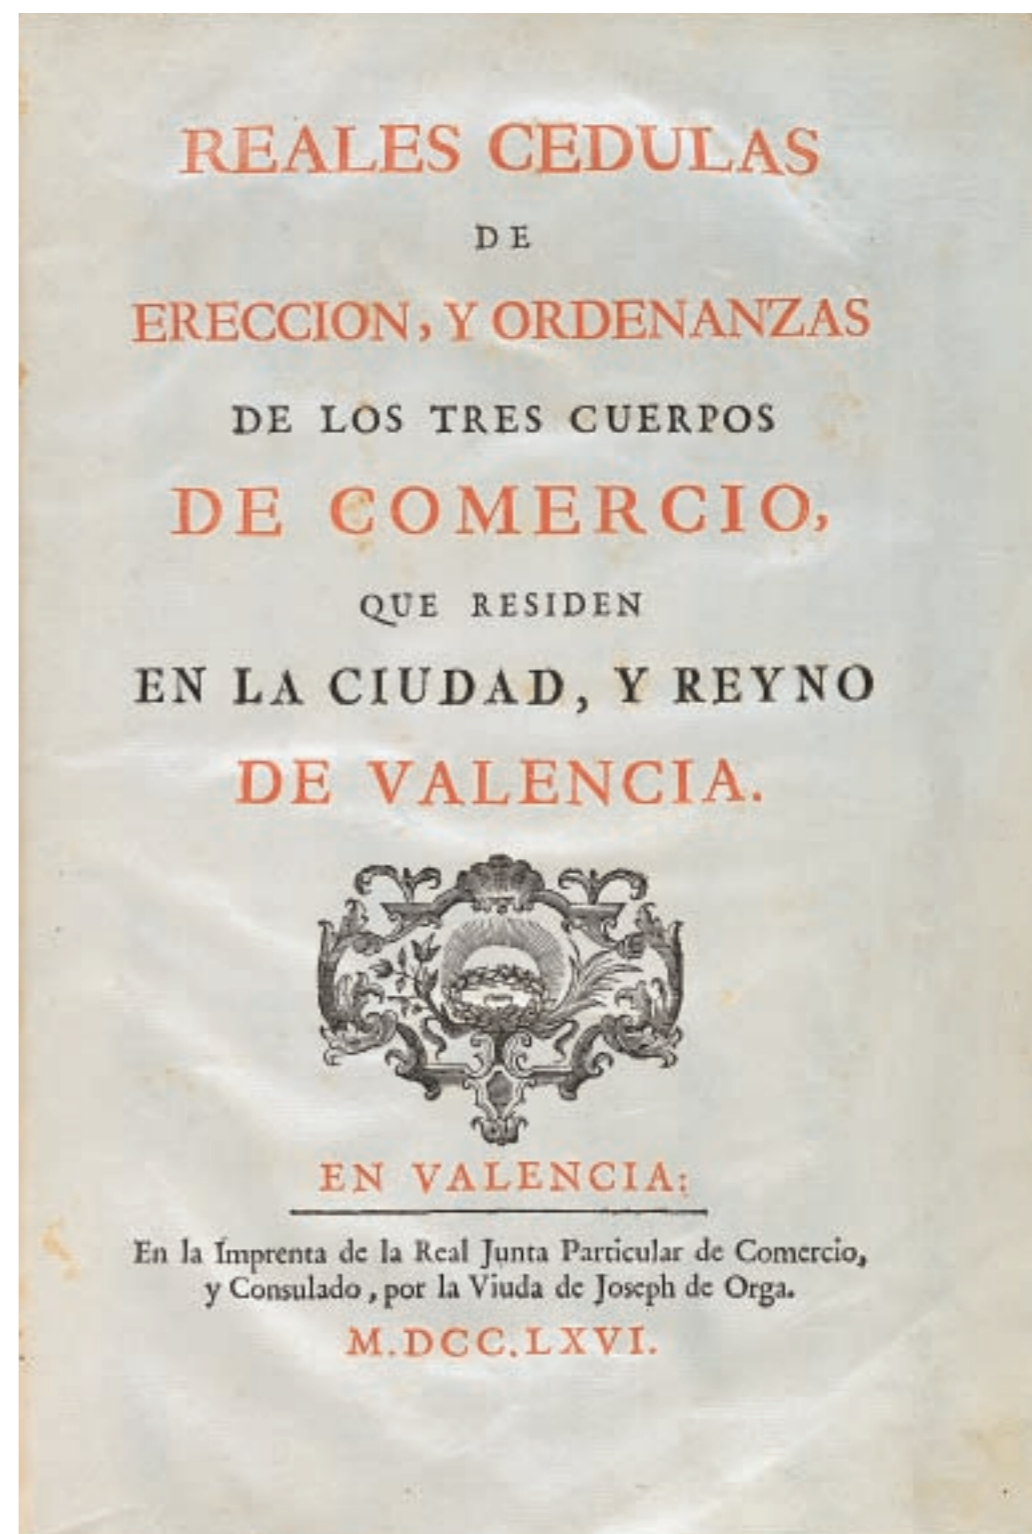 REALES CEDULAS
DE
ERECCION, Y ORDENANZAS
DE LOS TRES CUERPOS
DE COMERCIO,
QUE RESIDEN
EN LA CIUDAD, Y REYNO
DE VALENCIA.
EN VALENCIA:
En la Imprenta de la Real Junta Particular de Comercio,
y Consulado, por la Viuda de Joseph de Orga.
M.DCC.LXVI.